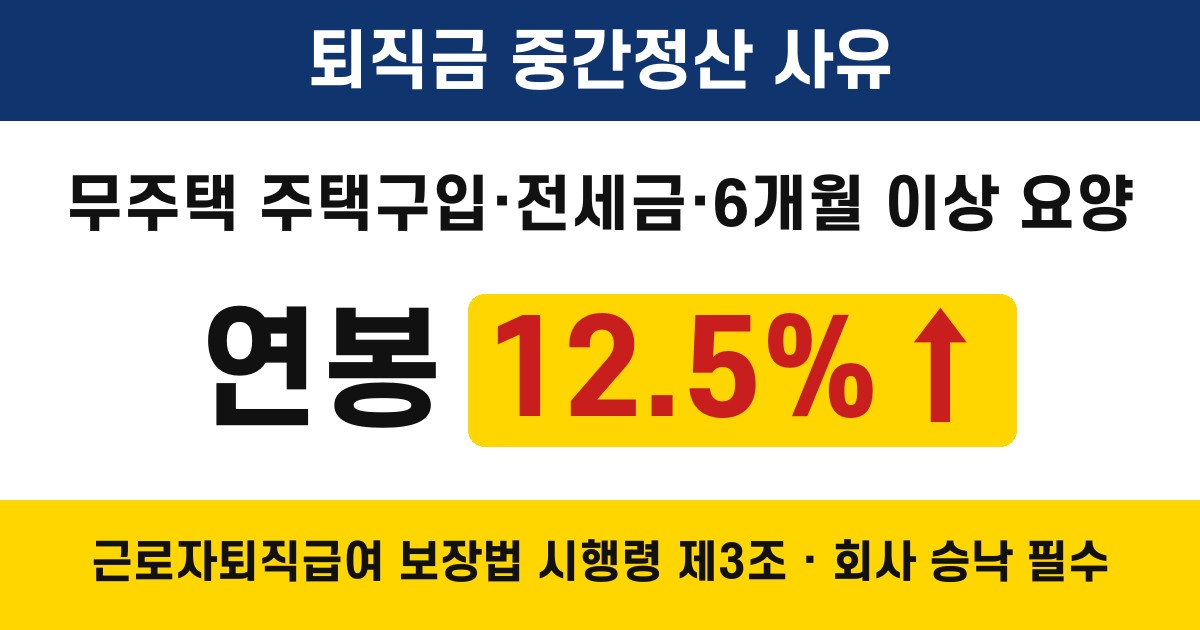 퇴직금 중간정산 사유
무주택 주택구입·전세금·6개월 이상 요양
연봉 12.5% ↑
근로자퇴직급여 보장법 시행령 제3조 · 회사 승낙 필수